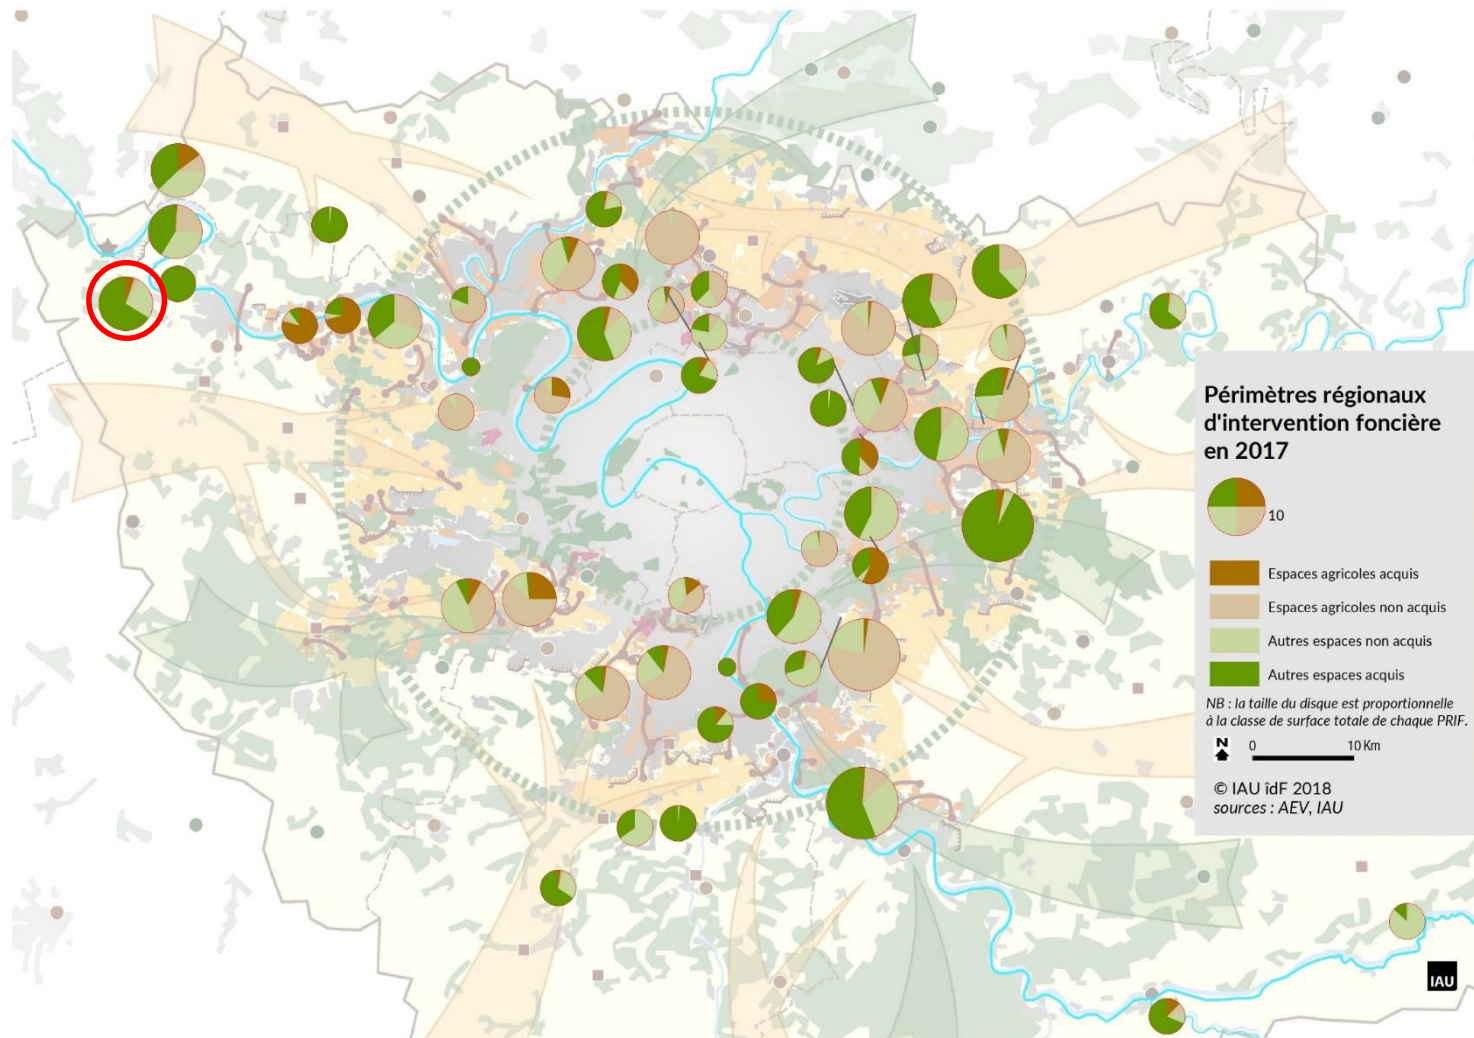 Périmètres régionaux
d'intervention foncière
en 2017
10
Espaces agricoles acquis
Espaces agricoles non acquis
Autres espaces non acquis
Autres espaces acquis
NB : la taille du disque est proportionnelle
à la classe de surface totale de chaque PRIF.
N
0 10 Km
© IAU îdF 2018
sources : AEV, IAU
IAU